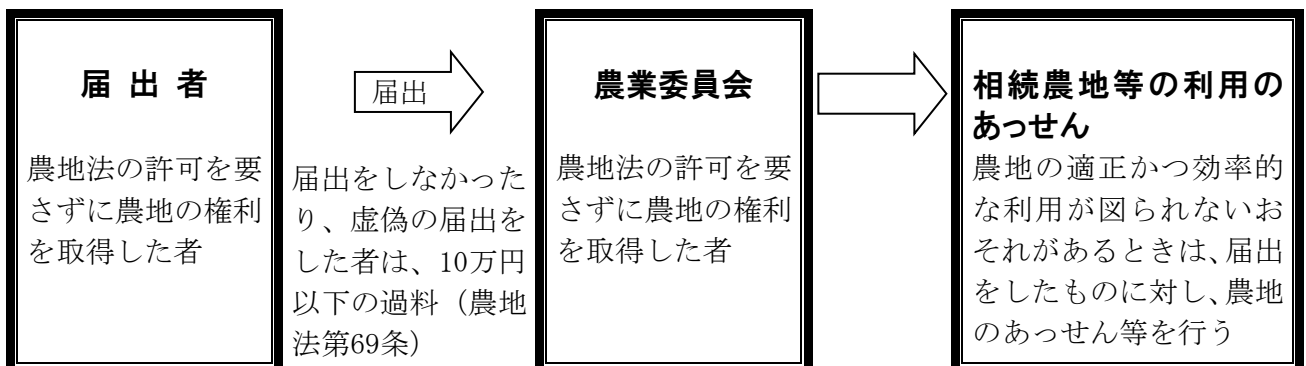 届 出 者
農地法の許可を要
さずに農地の権利
を取得した者
届出
届出をしなかった
り、虚偽の届出を
した者は、10万円
以下の過料（農地
法第69条）
農業委員会
農地法の許可を要
さずに農地の権利
を取得した者
相続農地等の利用の
あっせん
農地の適正かつ効率的
な利用が図られないお
それがあるときは、届出
をしたものに対し、農地
のあっせん等を行う